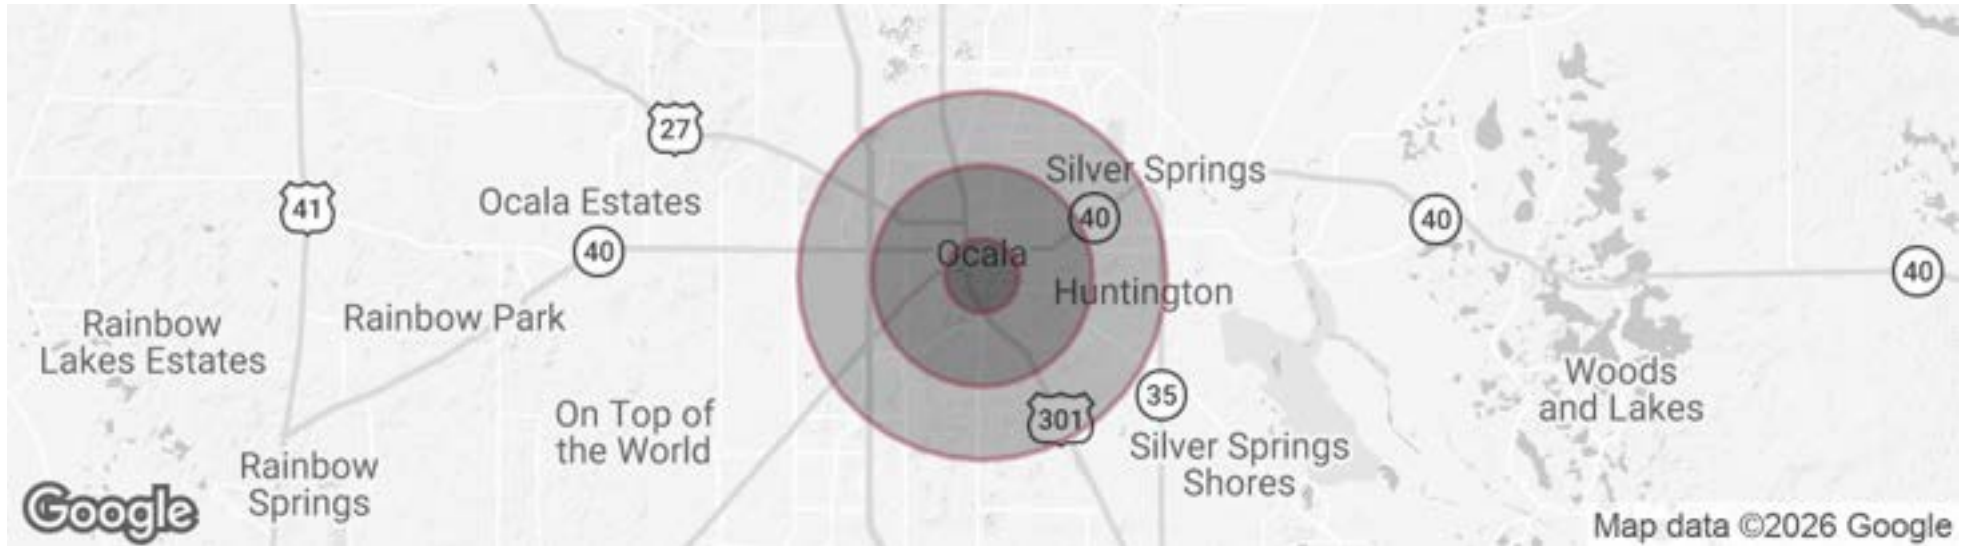 27
Silver Springs
41
Ocala Estates
40
40
40
Ocala
40
Huntington
Rainbow
Lakes Estates
Rainbow Park
Woods
and Lakes
35
On Top of
the World
301
Silver Springs
Shores
Rainbow
Springs
Google
Map data ©2026 Google